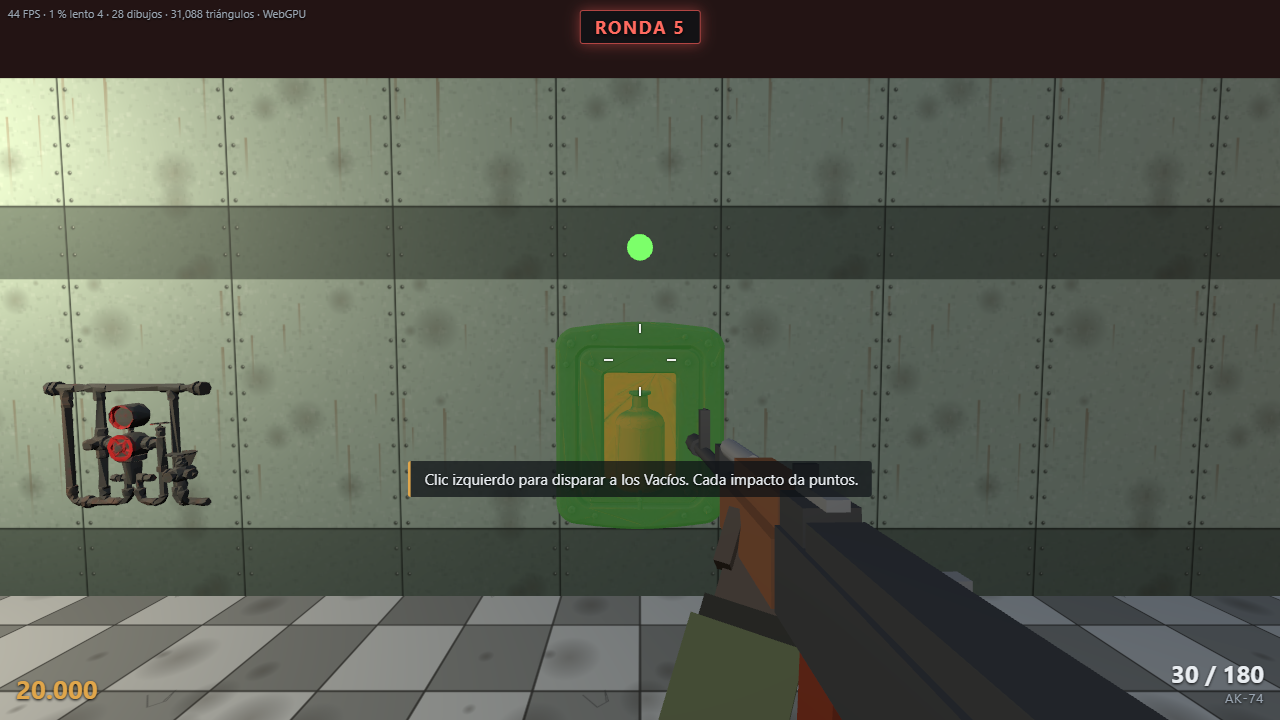 44 FPS · 1 % lento 4 · 28 dibujos · 31,088 triángulos · WebGPU
RONDA 5
Clic izquierdo para disparar a los Vacíos. Cada impacto da puntos.
20.000
30 / 180
AK-74